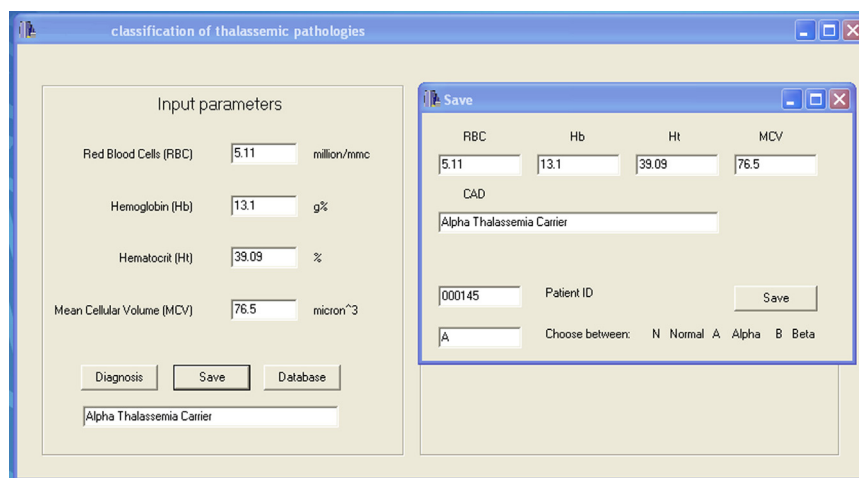 classification of thalassemic pathologies
Input parameters
Red Blood Cells (RBC) 5.11 million/mmc
Hemoglobin (Hb) 13.1 g%
Hematocrit (Ht) 39.09 %
Mean Cellular Volume (MCV) 76.5 micron^3
Diagnosis Save Database
Alpha Thalassemia Carrier
Save
RBC Hb Ht MCV
5.11 13.1 39.09 76.5
CAD
Alpha Thalassemia Carrier
000145 Patient ID Save
A Choose between: N Normal A Alpha B Beta